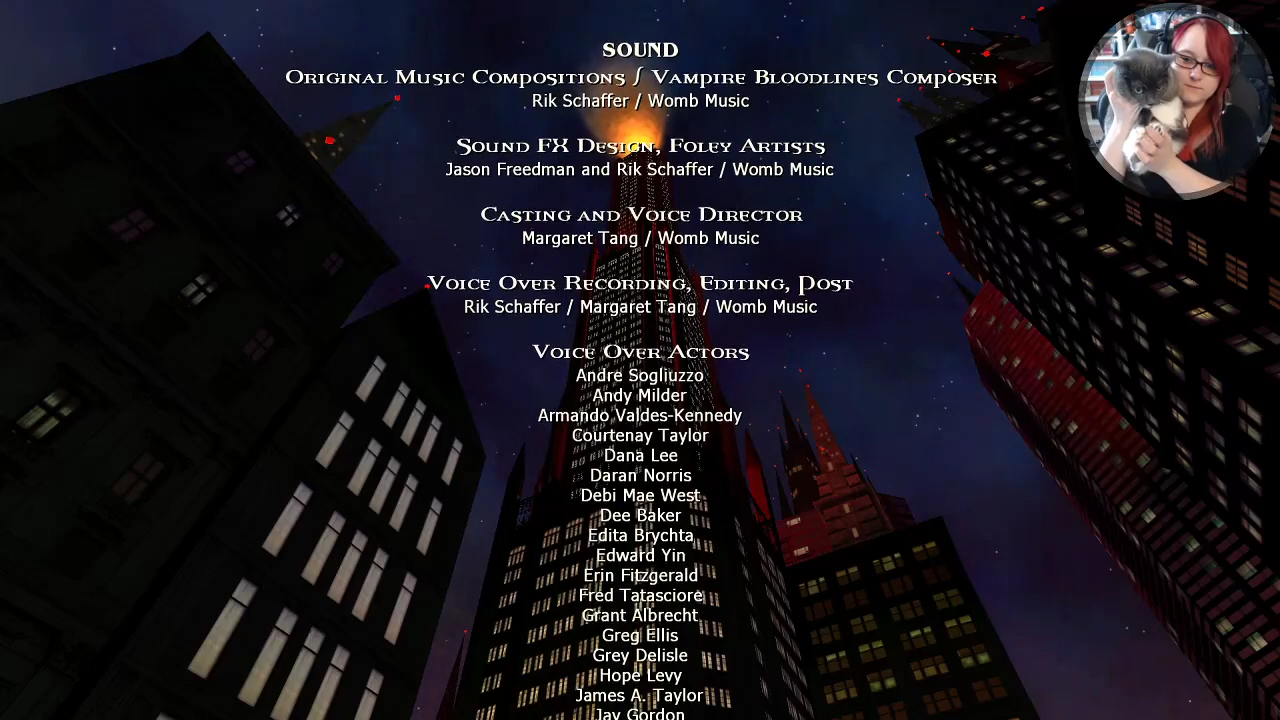 SOUND
Original Music Compositions / Vampire Bloodlines Composer
Rik Schaffer / Womb Music
Sound FX Design, Foley Artists
Jason Freedman and Rik Schaffer / Womb Music
Casting and Voice Director
Margaret Tang / Womb Music
Voice Over Recording, Editing, Post
Rik Schaffer / Margaret Tang / Womb Music
Voice Over Actors
Andre Sogliuzzo
Andy Milder
Armando Valdes-Kennedy
Courtenay Taylor
Dana Lee
Daran Norris
Debi Mae West
Dee Baker
Edita Brychta
Edward Yin
Erin Fitzgerald
Fred Tatasciore
Grant Albrecht
Greg Ellis
Grey Delisle
Hope Levy
James A. Taylor
Jay Gordon